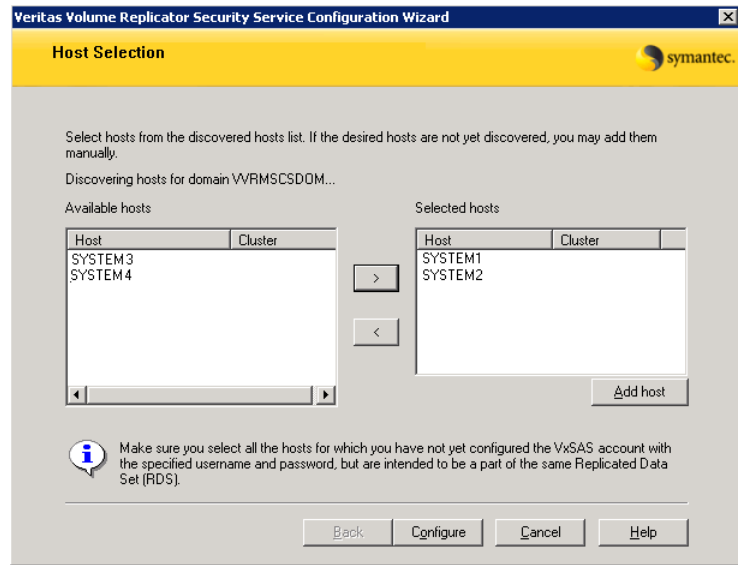 Veritas Volume Replicator Security Service Configuration Wizard
Host Selection
symantec.
Select hosts from the discovered hosts list. If the desired hosts are not yet discovered, you may add them
manually.
Discovering hosts for domain VVRMSCSDOM...
Available hosts
Selected hosts
Host Cluster
Host Cluster
SYSTEM3
SYSTEM1
SYSTEM4
SYSTEM2
>
<
Add host
Make sure you select all the hosts for which you have not yet configured the VxSAS account with
the specified username and password, but are intended to be a part of the same Replicated Data
Set (RDS).
Back Configure Cancel Help